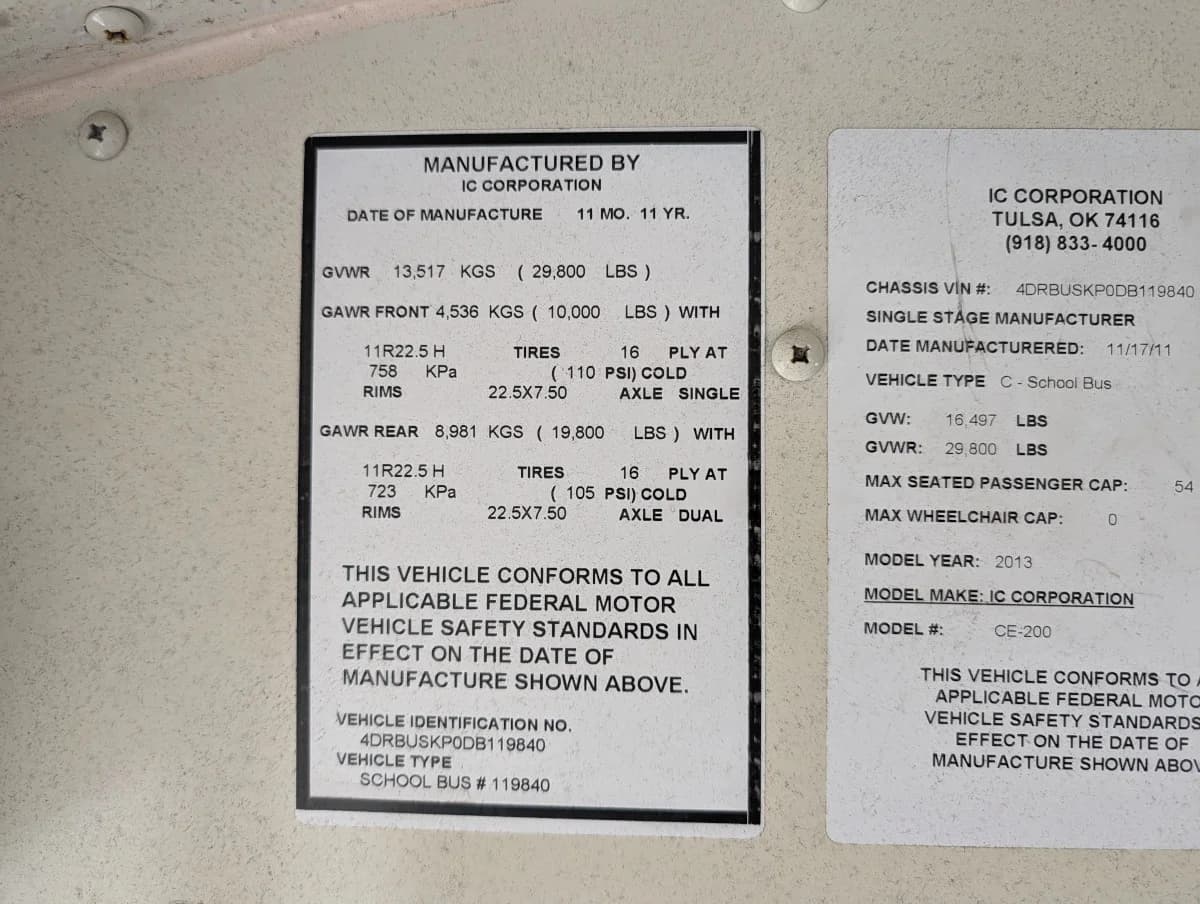 MANUFACTURED BY
IC CORPORATION
DATE OF MANUFACTURE 11 MO. 11 YR.
GVWR 13,517 KGS ( 29,800 LBS )
GAWR FRONT 4,536 KGS ( 10,000 LBS ) WITH
11R22.5 H TIRES 16 PLY AT
758 KPa ( 110 PSI) COLD
RIMS 22.5X7.50 AXLE SINGLE
GAWR REAR 8,981 KGS ( 19,800 LBS ) WITH
11R22.5 H TIRES 16 PLY AT
723 KPa ( 105 PSI) COLD
RIMS 22.5X7.50 AXLE DUAL
THIS VEHICLE CONFORMS TO ALL
APPLICABLE FEDERAL MOTOR
VEHICLE SAFETY STANDARDS IN
EFFECT ON THE DATE OF
MANUFACTURE SHOWN ABOVE.
VEHICLE IDENTIFICATION NO.
4DRBUSKP0DB119840
VEHICLE TYPE
SCHOOL BUS # 119840
IC CORPORATION
TULSA, OK 74116
(918) 833- 4000
CHASSIS VIN #: 4DRBUSKP0DB119840
SINGLE STAGE MANUFACTURER
DATE MANUFACTURERED: 11/17/11
VEHICLE TYPE C - School Bus
GVW: 16,497 LBS
GVWR: 29,800 LBS
MAX SEATED PASSENGER CAP: 54
MAX WHEELCHAIR CAP: 0
MODEL YEAR: 2013
MODEL MAKE: IC CORPORATION
MODEL #: CE-200
THIS VEHICLE CONFORMS TO
APPLICABLE FEDERAL MOTO
VEHICLE SAFETY STANDARDS
EFFECT ON THE DATE OF
MANUFACTURE SHOWN ABOV